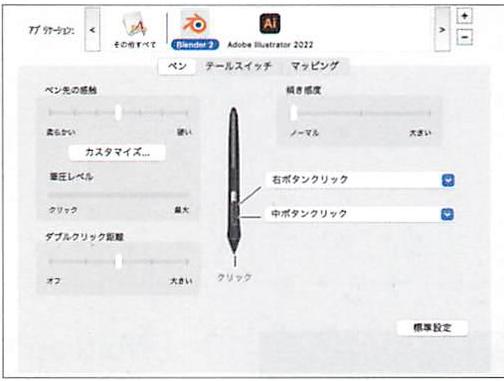 アプリケーション: < >
+
-
その他すべて Blender 2 Adobe Illustrator 2022
ペン テールスイッチ マッピング
ペン先の感触 傾き感度
柔らかい 硬い ノーマル 大きい
カスタマイズ...
筆圧レベル 右ボタンクリック
クリック 最大 中ボタンクリック
ダブルクリック距離
オフ 大きい クリック
標準設定